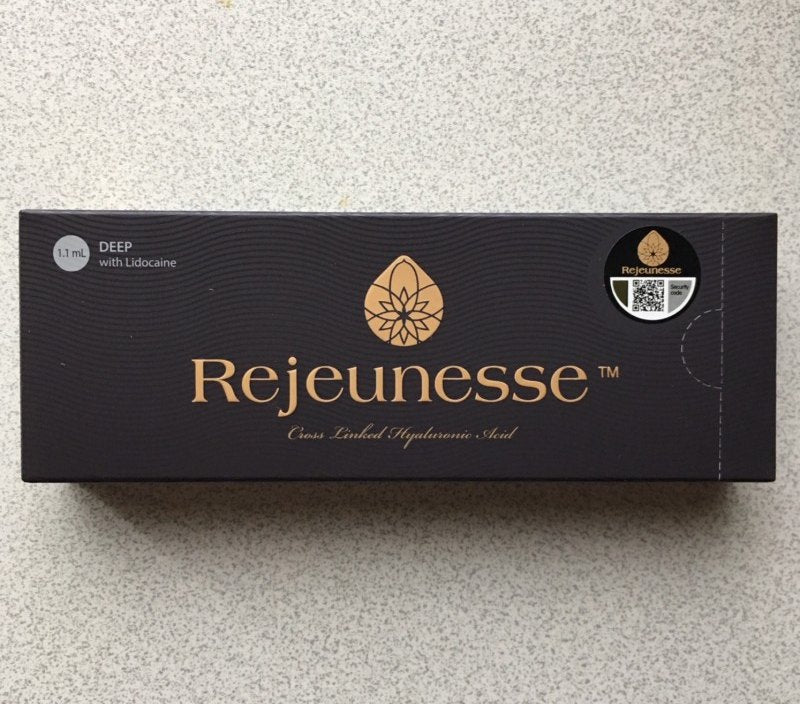 1.1 mL
DEEP
with Lidocaine
Rejeunesse
Security
code
Rejeunesse™
Cross Linked Hyaluronic Acid